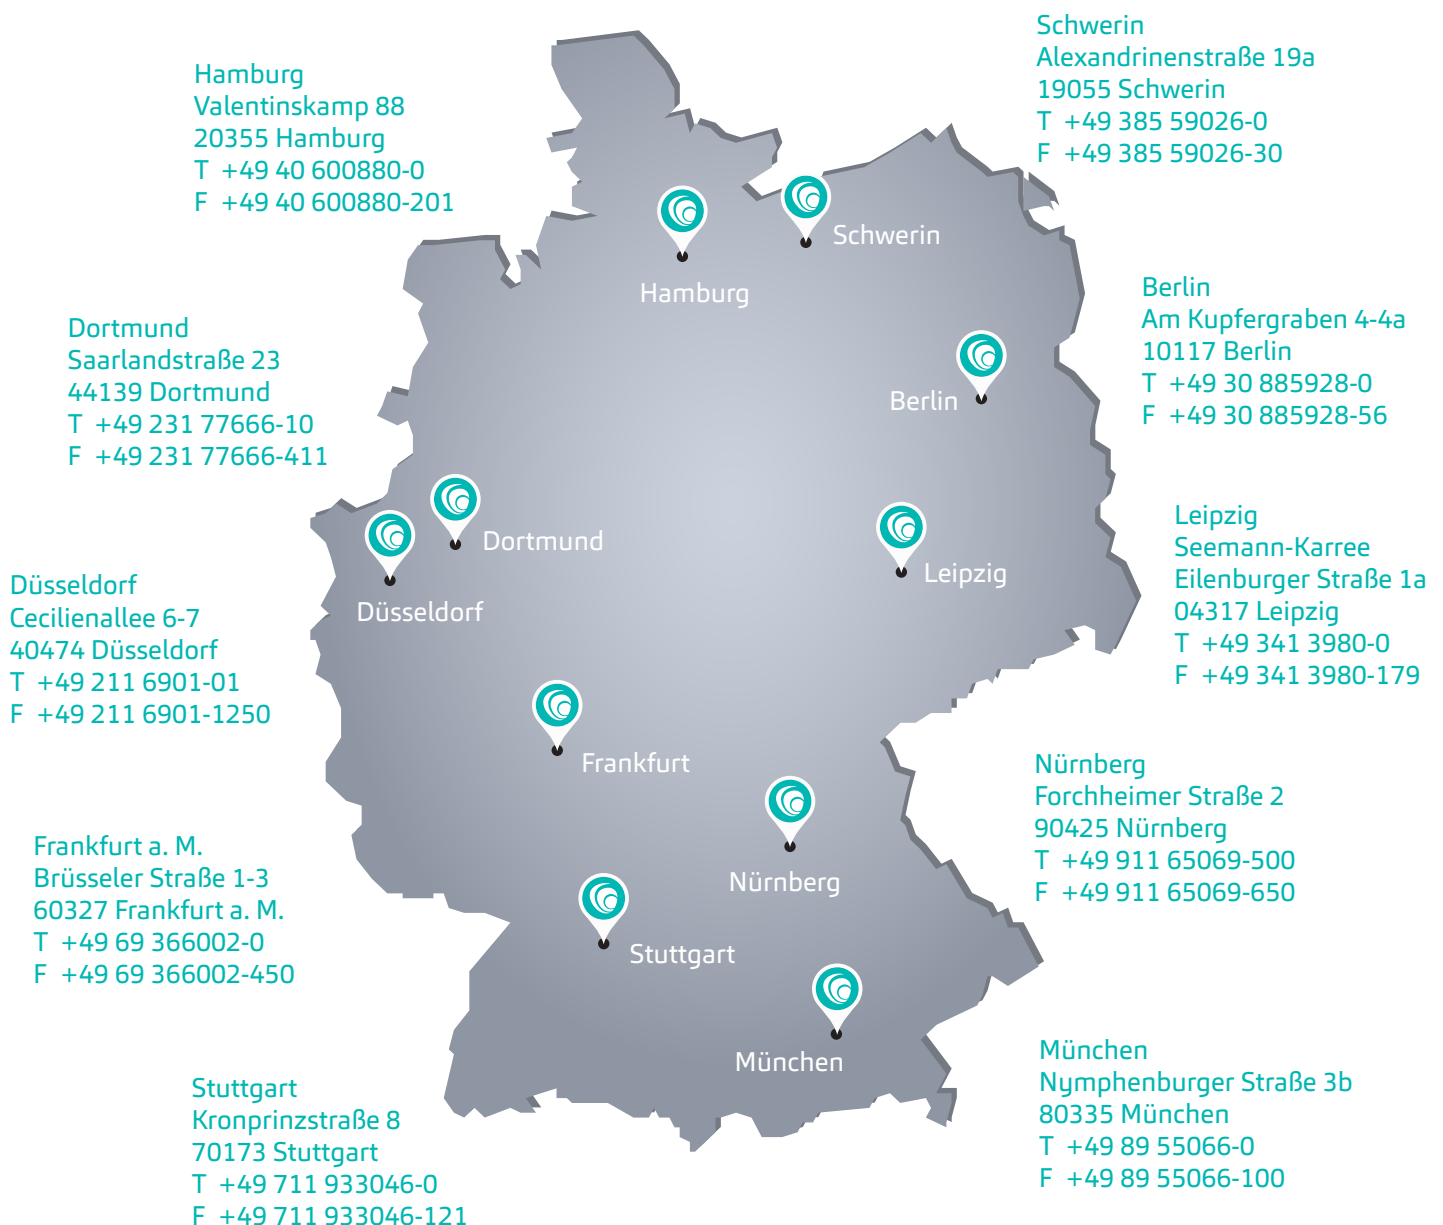 Schwerin
Alexandrinenstraße 19a
19055 Schwerin
T +49 385 59026-0
F +49 385 59026-30
Hamburg
Valentinskamp 88
20355 Hamburg
T +49 40 600880-0
F +49 40 600880-201
Schwerin
Hamburg
Berlin
Am Kupfergraben 4-4a
10117 Berlin
T +49 30 885928-0
F +49 30 885928-56
Dortmund
Saarlandstraße 23
44139 Dortmund
T +49 231 77666-10
F +49 231 77666-411
Berlin
Leipzig
Seemann-Karree
Eilenburger Straße 1a
04317 Leipzig
T +49 341 3980-0
F +49 341 3980-179
Dortmund
Leipzig
Düsseldorf
Düsseldorf
Cecilienallee 6-7
40474 Düsseldorf
T +49 211 6901-01
F +49 211 6901-1250
Frankfurt
Nürnberg
Forchheimer Straße 2
90425 Nürnberg
T +49 911 65069-500
F +49 911 65069-650
Frankfurt a. M.
Brüsseler Straße 1-3
60327 Frankfurt a. M.
T +49 69 366002-0
F +49 69 366002-450
Nürnberg
Stuttgart
München
München
Nymphenburger Straße 3b
80335 München
T +49 89 55066-0
F +49 89 55066-100
Stuttgart
Kronprinzstraße 8
70173 Stuttgart
T +49 711 933046-0
F +49 711 933046-121